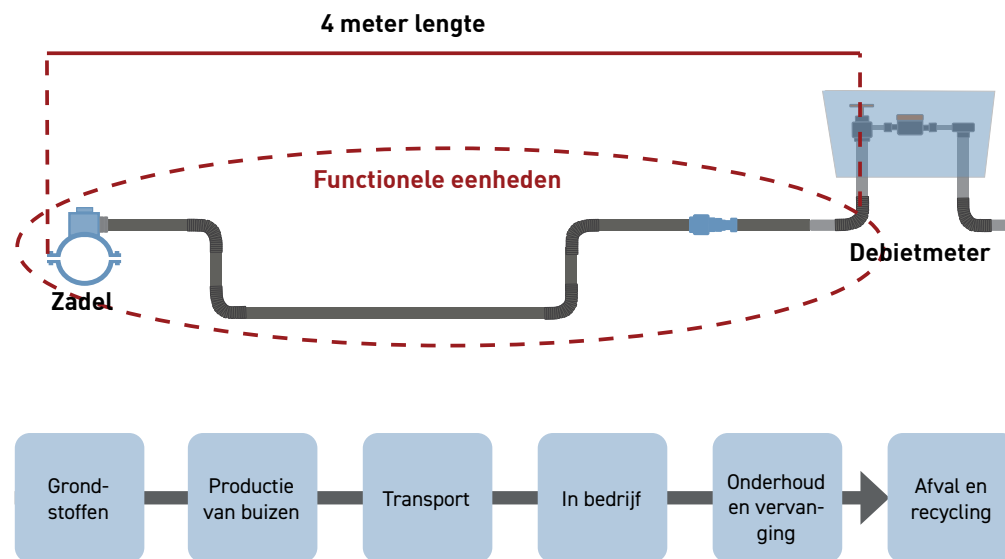 4 meter lengte
Functionele eenheden
Debietmeter
Zadel
Grond-
stoffen
Productie
van buizen
Transport
In bedrijf
Onderhoud
en vervan-
ging
Afval en
recycling